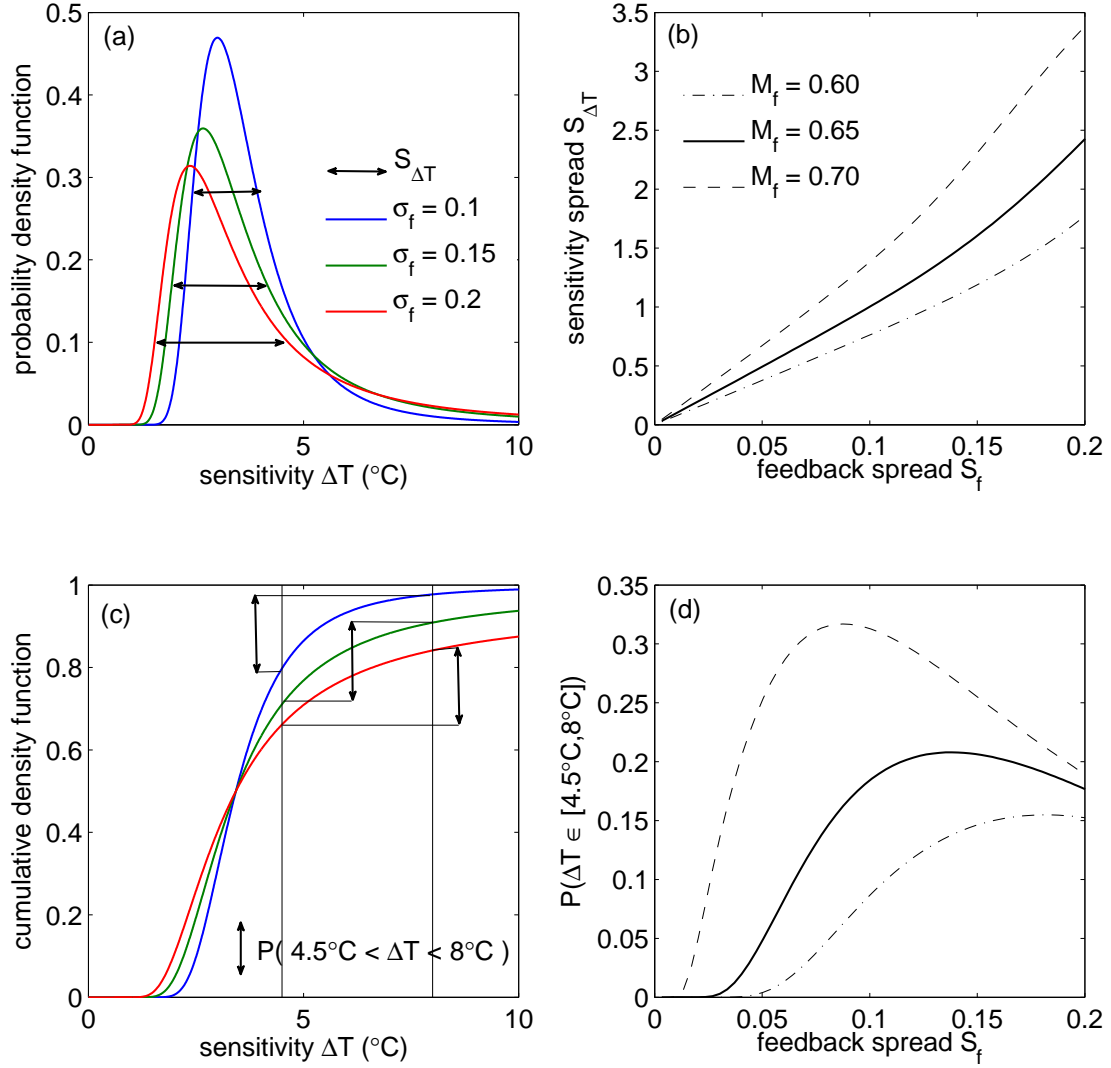 (a)
probability density function
0.5
0.4
0.3
0.2
0.1
0
0 5 10
sensitivity ΔT (°C)
S_ΔT
σ_f = 0.1
σ_f = 0.15
σ_f = 0.2
(b)
sensitivity spread S_ΔT
3.5
3
2.5
2
1.5
1
0.5
0
0 0.05 0.1 0.15 0.2
feedback spread S_f
M_f = 0.60
M_f = 0.65
M_f = 0.70
(c)
cumulative density function
1
0.8
0.6
0.4
0.2
0
0 5 10
sensitivity ΔT (°C)
P( 4.5°C < ΔT < 8°C )
(d)
P(ΔT ∈ [4.5°C,8°C])
0.35
0.3
0.25
0.2
0.15
0.1
0.05
0
0 0.05 0.1 0.15 0.2
feedback spread S_f